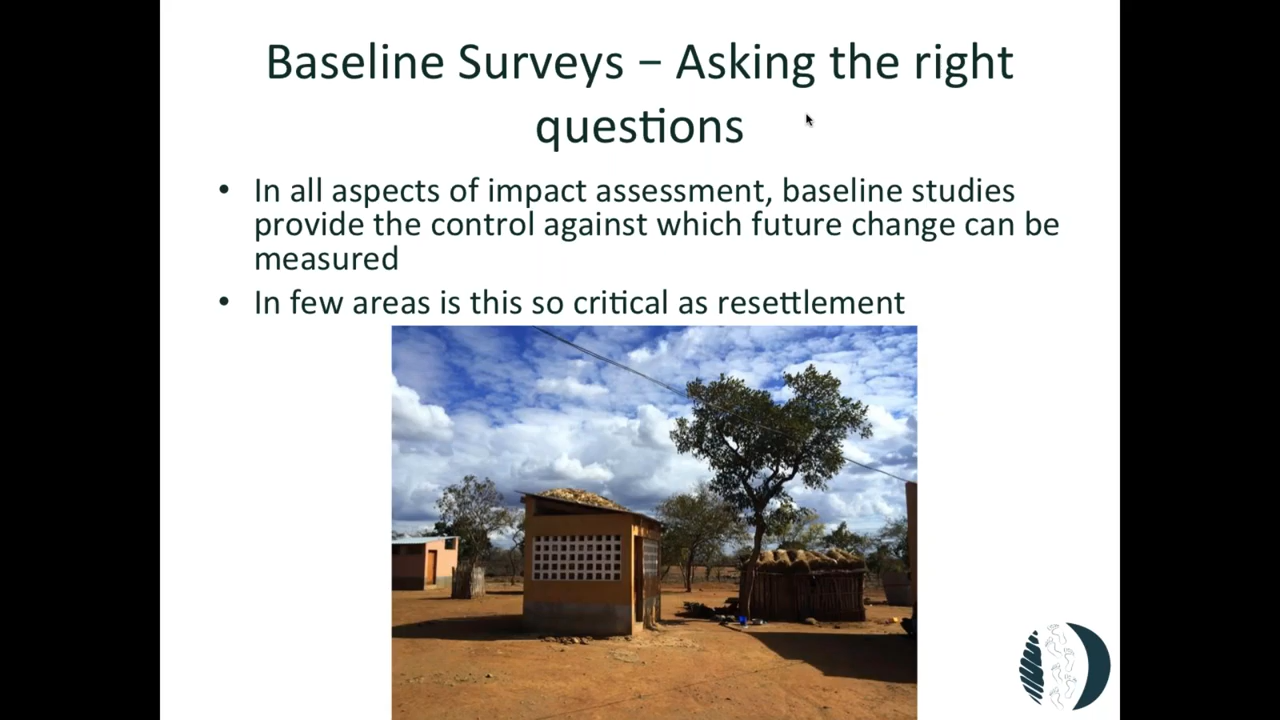 Baseline Surveys – Asking the right
questions
• In all aspects of impact assessment, baseline studies
provide the control against which future change can be
measured
• In few areas is this so critical as resettlement